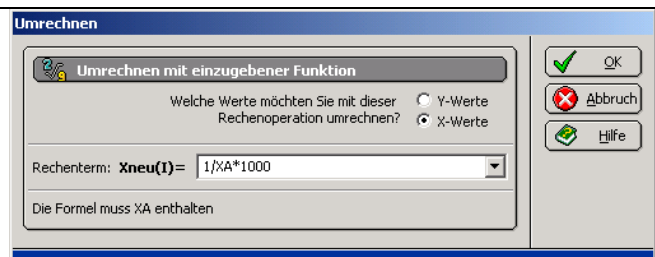 Umrechnen
Umrechnen mit einzugebener Funktion
Welche Werte möchten Sie mit dieser
Rechenoperation umrechnen?
Y-Werte
X-Werte
Rechenterm: Xneu(I)= 1/XA*1000
Die Formel muss XA enthalten
OK
Abbruch
Hilfe